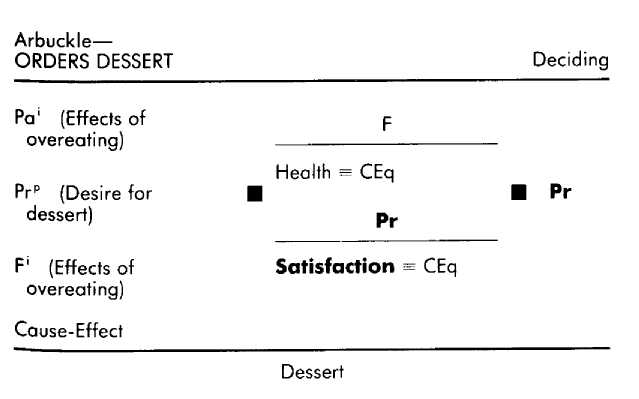 Arbuckle—
ORDERS DESSERT Deciding
Paⁱ (Effects of
overeating)
F
Health ≡ CEq
Prᵖ (Desire for
dessert)
■ ■ Pr
Pr
Fⁱ (Effects of
overeating)
Satisfaction ≡ CEq
Cause-Effect
Dessert